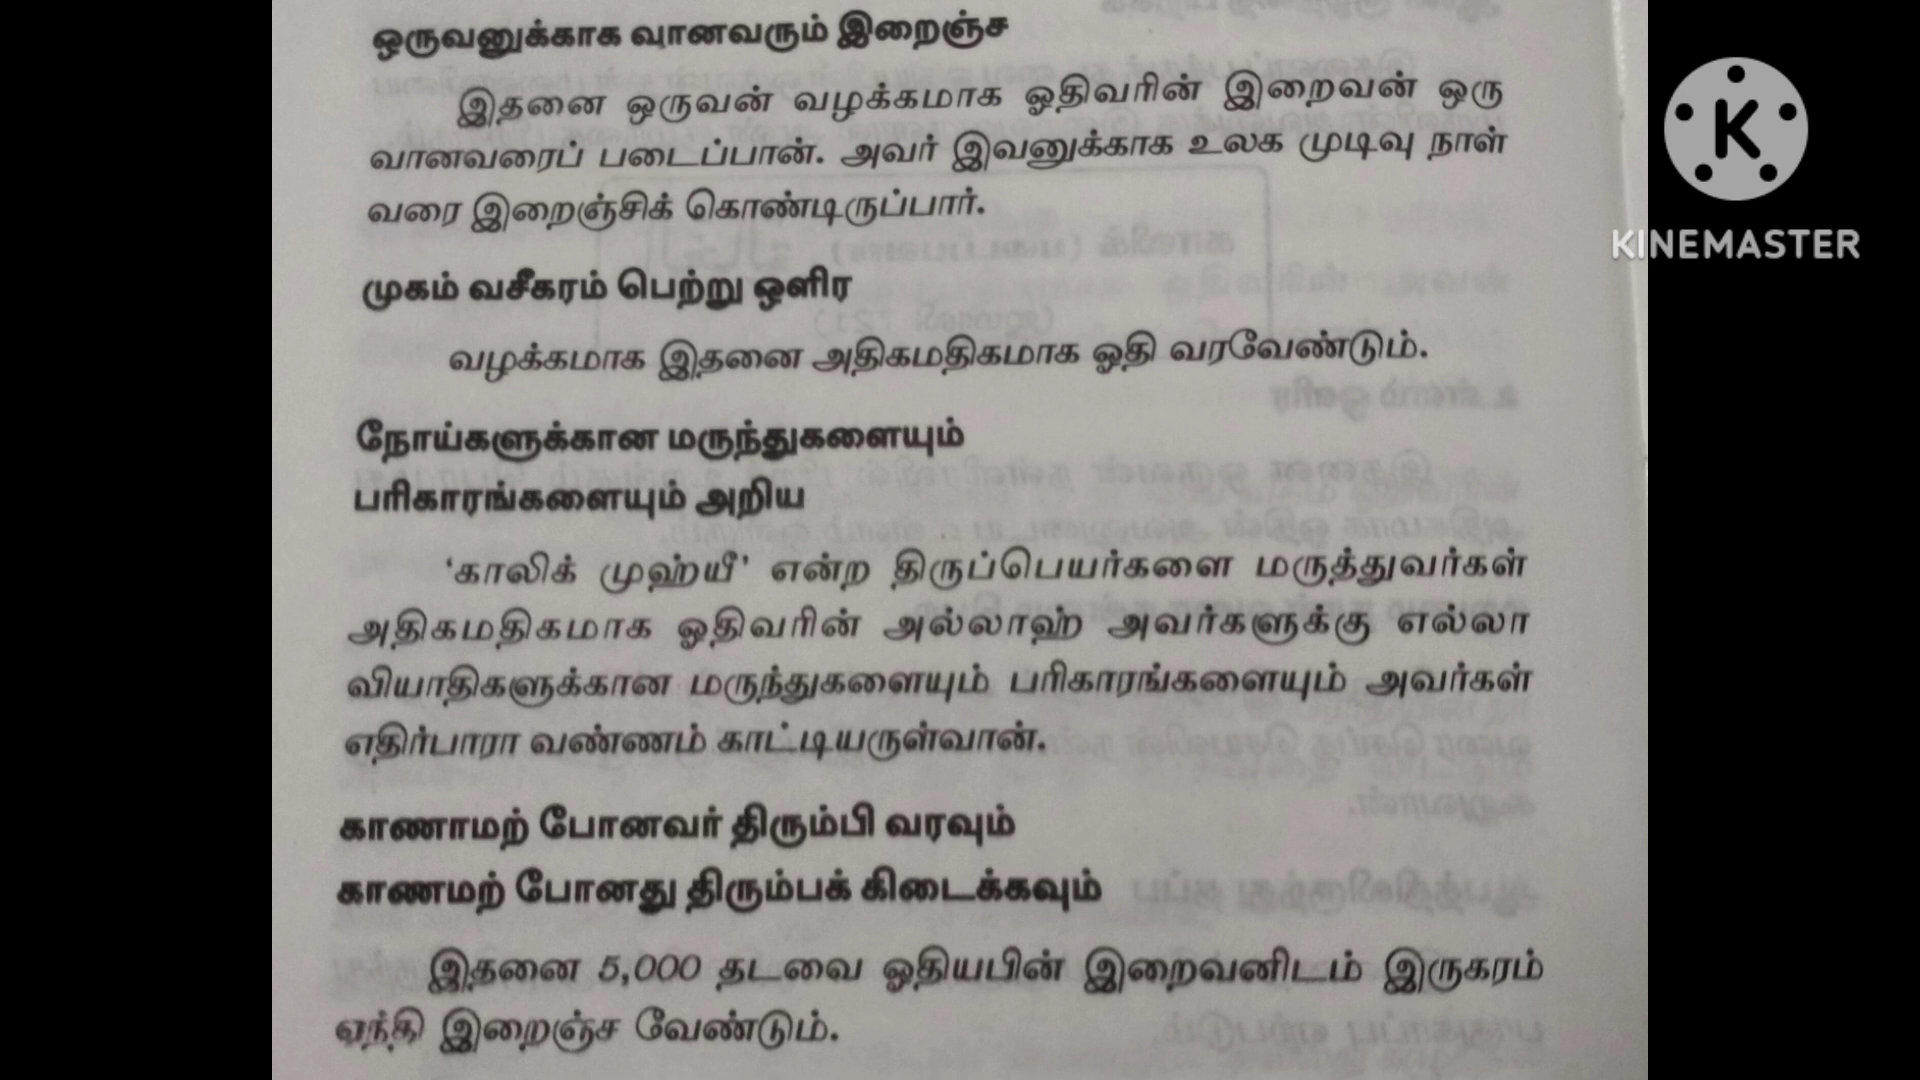 ஒருவனுக்காக வானவரும் இறைஞ்ச
இதனை ஒருவன் வழக்கமாக ஓதிவரின் இறைவன் ஒரு
வானவரைப் படைப்பான். அவர் இவனுக்காக உலக முடிவு நாள்
வரை இறைஞ்சிக் கொண்டிருப்பார்.
முகம் வசீகரம் பெற்று ஒளிர
வழக்கமாக இதனை அதிகமதிகமாக ஓதி வரவேண்டும்.
நோய்களுக்கான மருந்துகளையும்
பரிகாரங்களையும் அறிய
‘காலிக் முஹ்யீ’ என்ற திருப்பெயர்களை மருத்துவர்கள்
அதிகமதிகமாக ஓதிவரின் அல்லாஹ் அவர்களுக்கு எல்லா
வியாதிகளுக்கான மருந்துகளையும் பரிகாரங்களையும் அவர்கள்
எதிர்பாரா வண்ணம் காட்டியருள்வான்.
காணாமற் போனவர் திரும்பி வரவும்
காணமற் போனது திரும்பக் கிடைக்கவும்
இதனை 5,000 தடவை ஓதியபின் இறைவனிடம் இருகரம்
ஏந்தி இறைஞ்ச வேண்டும்.
K
KINEMASTER